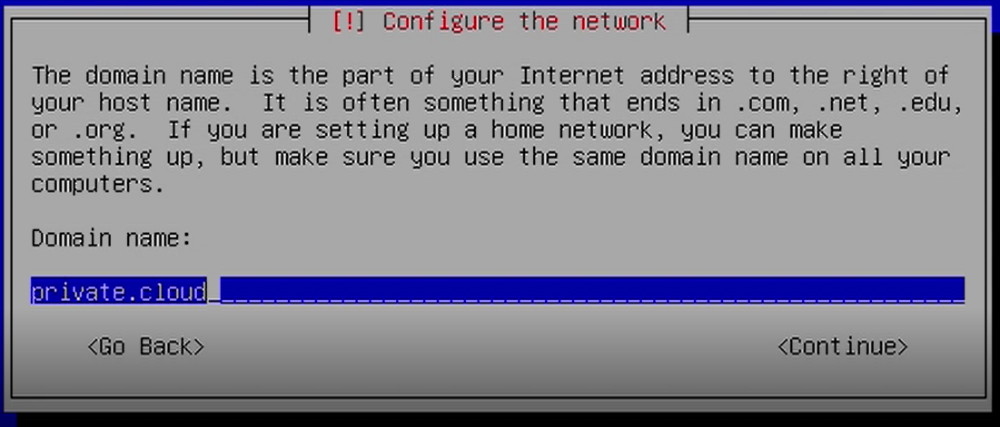 [!] Configure the network
The domain name is the part of your Internet address to the right of
your host name.  It is often something that ends in .com, .net, .edu,
or .org.  If you are setting up a home network, you can make
something up, but make sure you use the same domain name on all your
computers.
Domain name:
private.cloud
<Go Back>
<Continue>